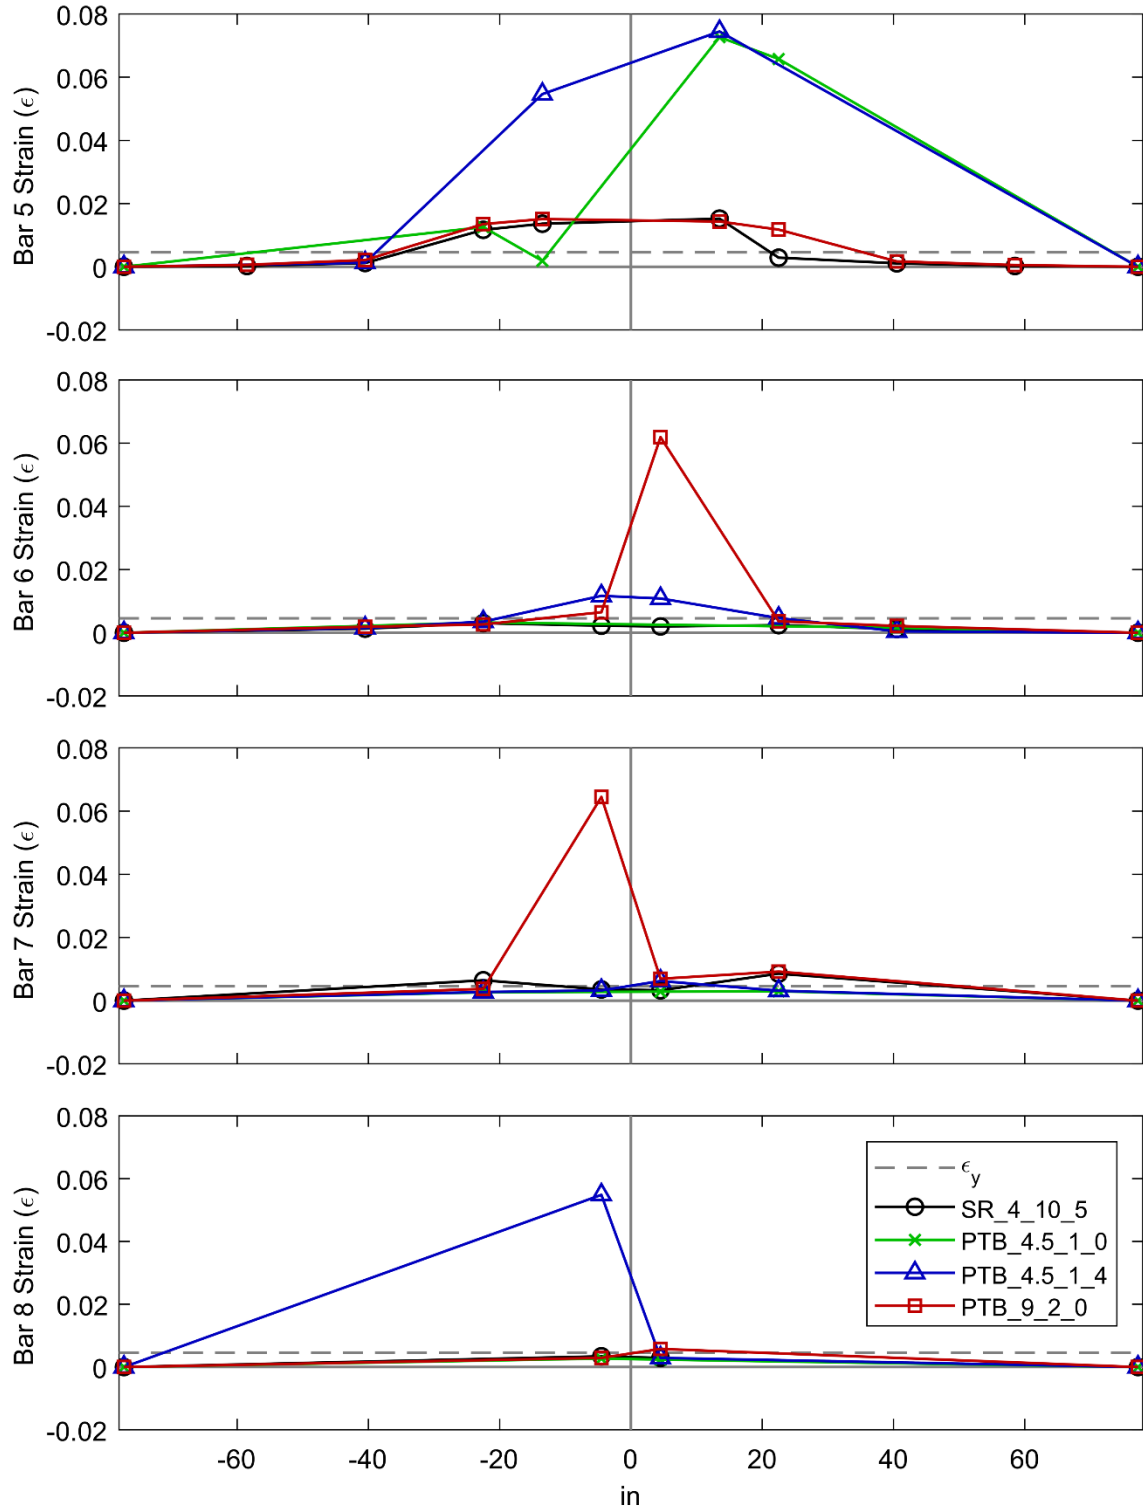 0.08
0.06
0.04
0.02
0
-0.02
Bar 5 Strain (ϵ)
0.08
0.06
0.04
0.02
0
-0.02
Bar 6 Strain (ϵ)
0.08
0.06
0.04
0.02
0
-0.02
Bar 7 Strain (ϵ)
0.08
0.06
0.04
0.02
0
-0.02
Bar 8 Strain (ϵ)
ϵ_y
SR_4_10_5
PTB_4.5_1_0
PTB_4.5_1_4
PTB_9_2_0
-60 -40 -20 0 20 40 60
in